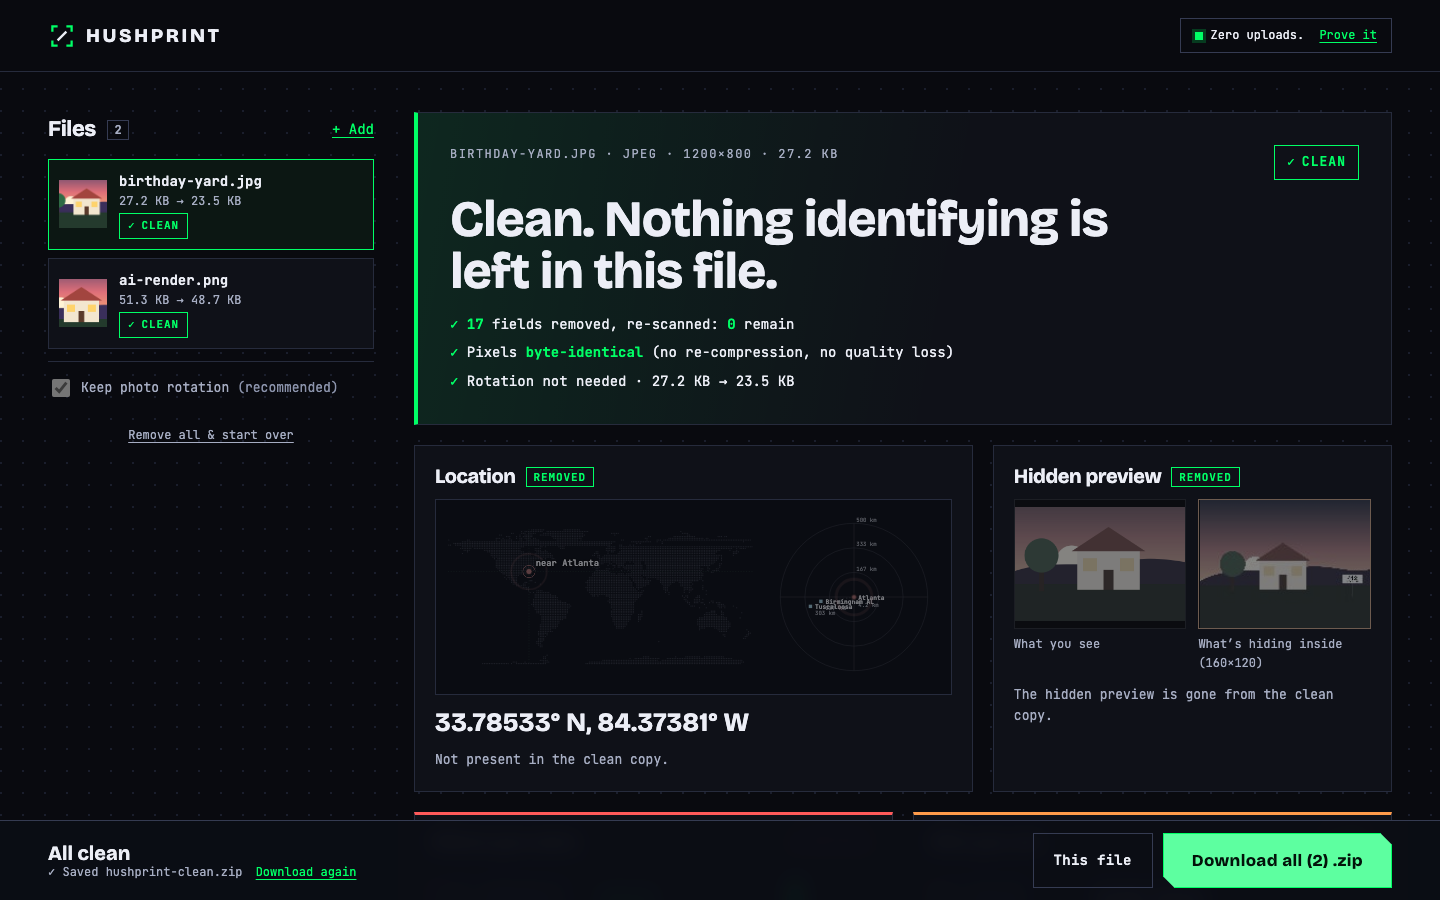 HUSHPRINT
Zero uploads. Prove it
Files 2
+ Add
birthday-yard.jpg
27.2 KB → 23.5 KB
✓ CLEAN
ai-render.png
51.3 KB → 48.7 KB
✓ CLEAN
Keep photo rotation (recommended)
Remove all & start over
BIRTHDAY-YARD.JPG · JPEG · 1200×800 · 27.2 KB
✓ CLEAN
Clean. Nothing identifying is
left in this file.
✓ 17 fields removed, re-scanned: 0 remain
✓ Pixels byte-identical (no re-compression, no quality loss)
✓ Rotation not needed · 27.2 KB → 23.5 KB
Location REMOVED
near Atlanta
500 km
333 km
167 km
Atlanta
Birmingham AL
Tuscaloosa
33.78533° N, 84.37381° W
Not present in the clean copy.
Hidden preview REMOVED
What you see
What's hiding inside
(160×120)
The hidden preview is gone from the clean
copy.
All clean
✓ Saved hushprint-clean.zip Download again
This file
Download all (2) .zip